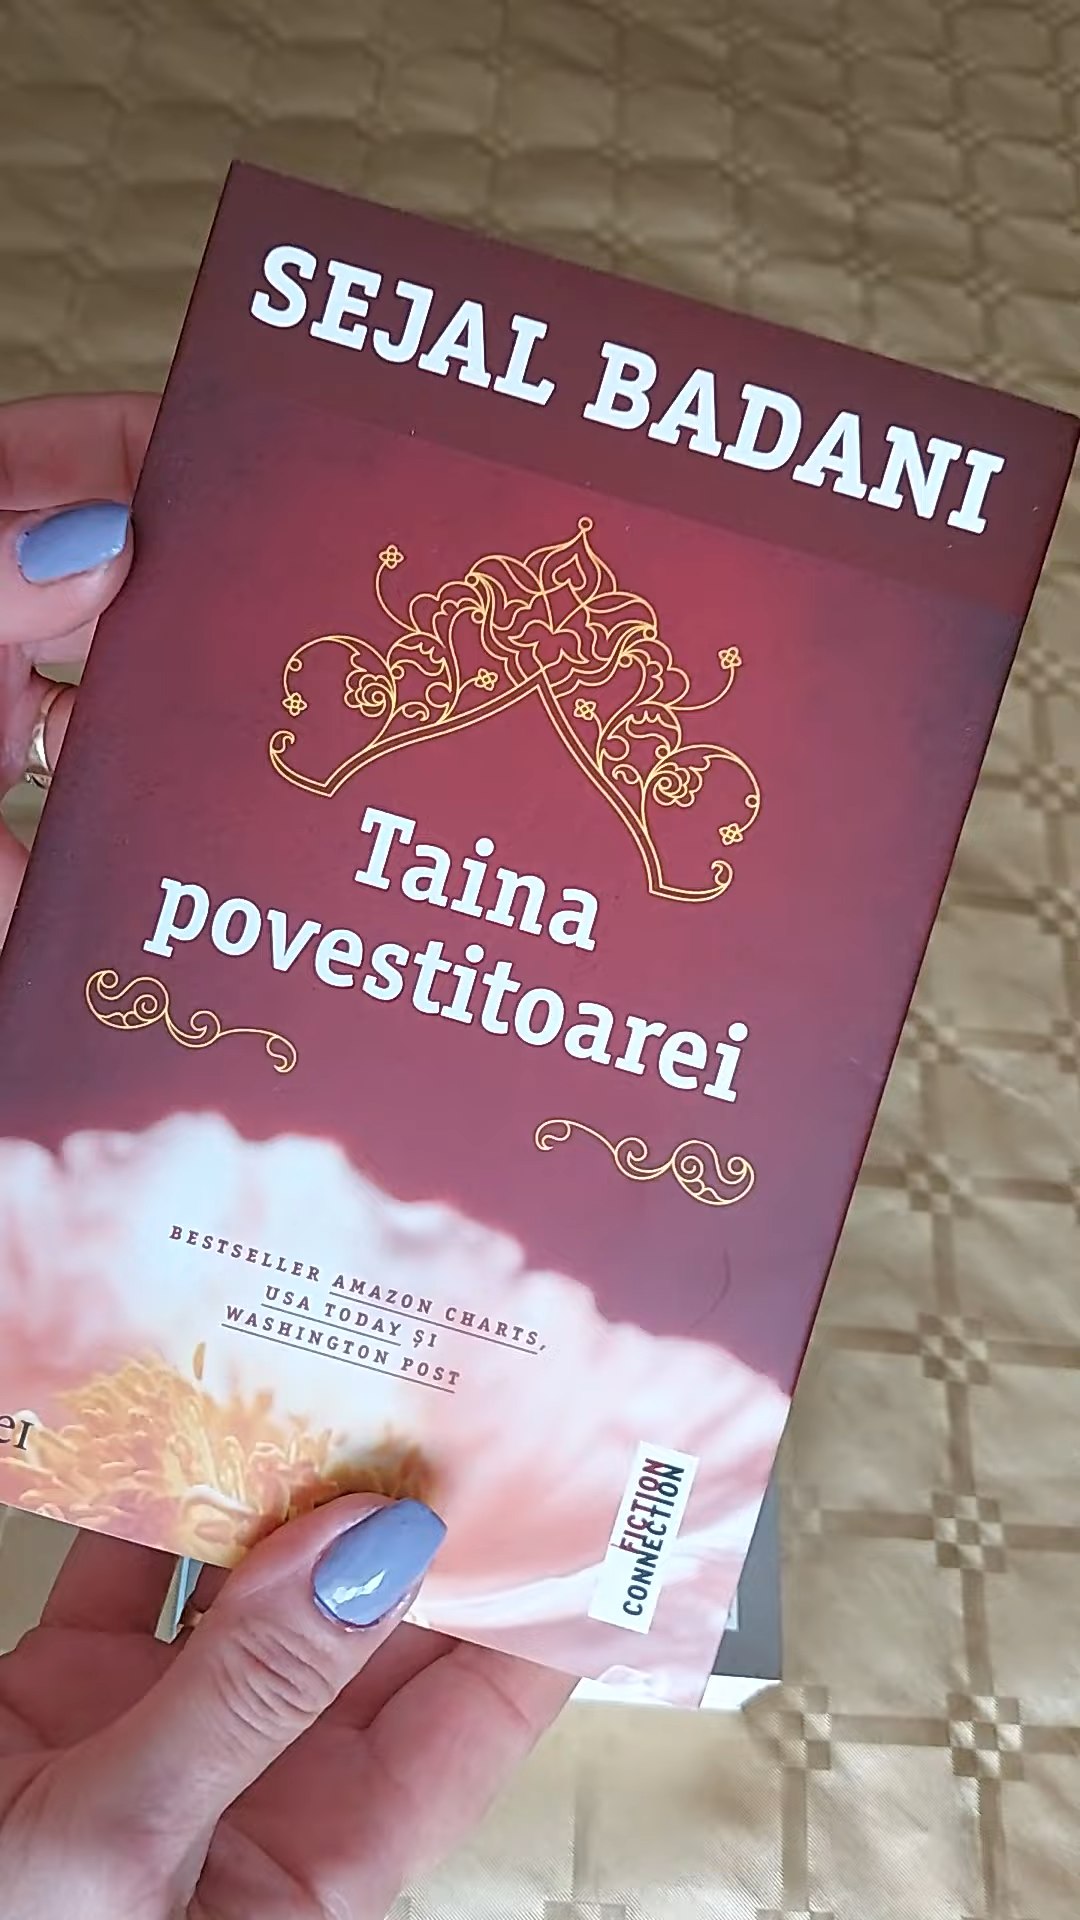 SEJAL BADANI
Taina
povestitoarei
BESTSELLER AMAZON CHARTS,
USA TODAY ȘI
WASHINGTON POST
FICTION
CONNECTION